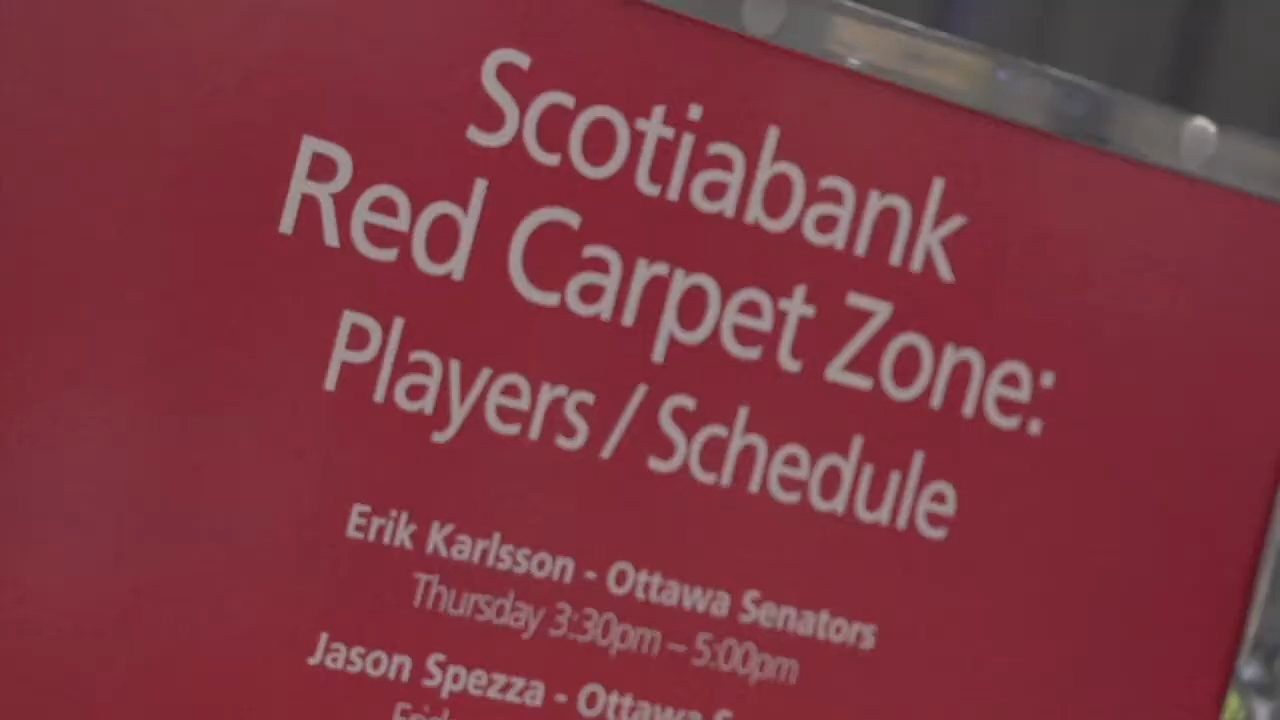 Scotiabank
Red Carpet Zone:
Players / Schedule
Erik Karlsson - Ottawa Senators
Thursday 3:30pm – 5:00pm
Jason Spezza - Ottawa